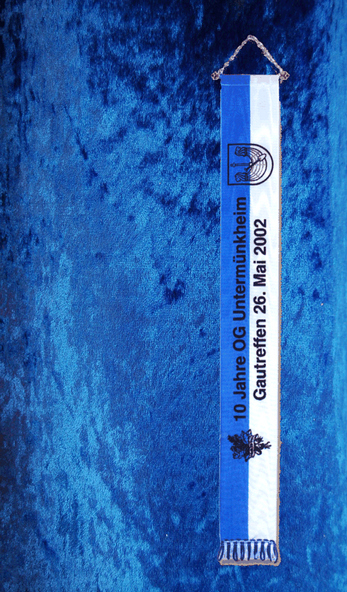 10 Jahre OG Untermünkheim
Gautreffen 26. Mai 2002